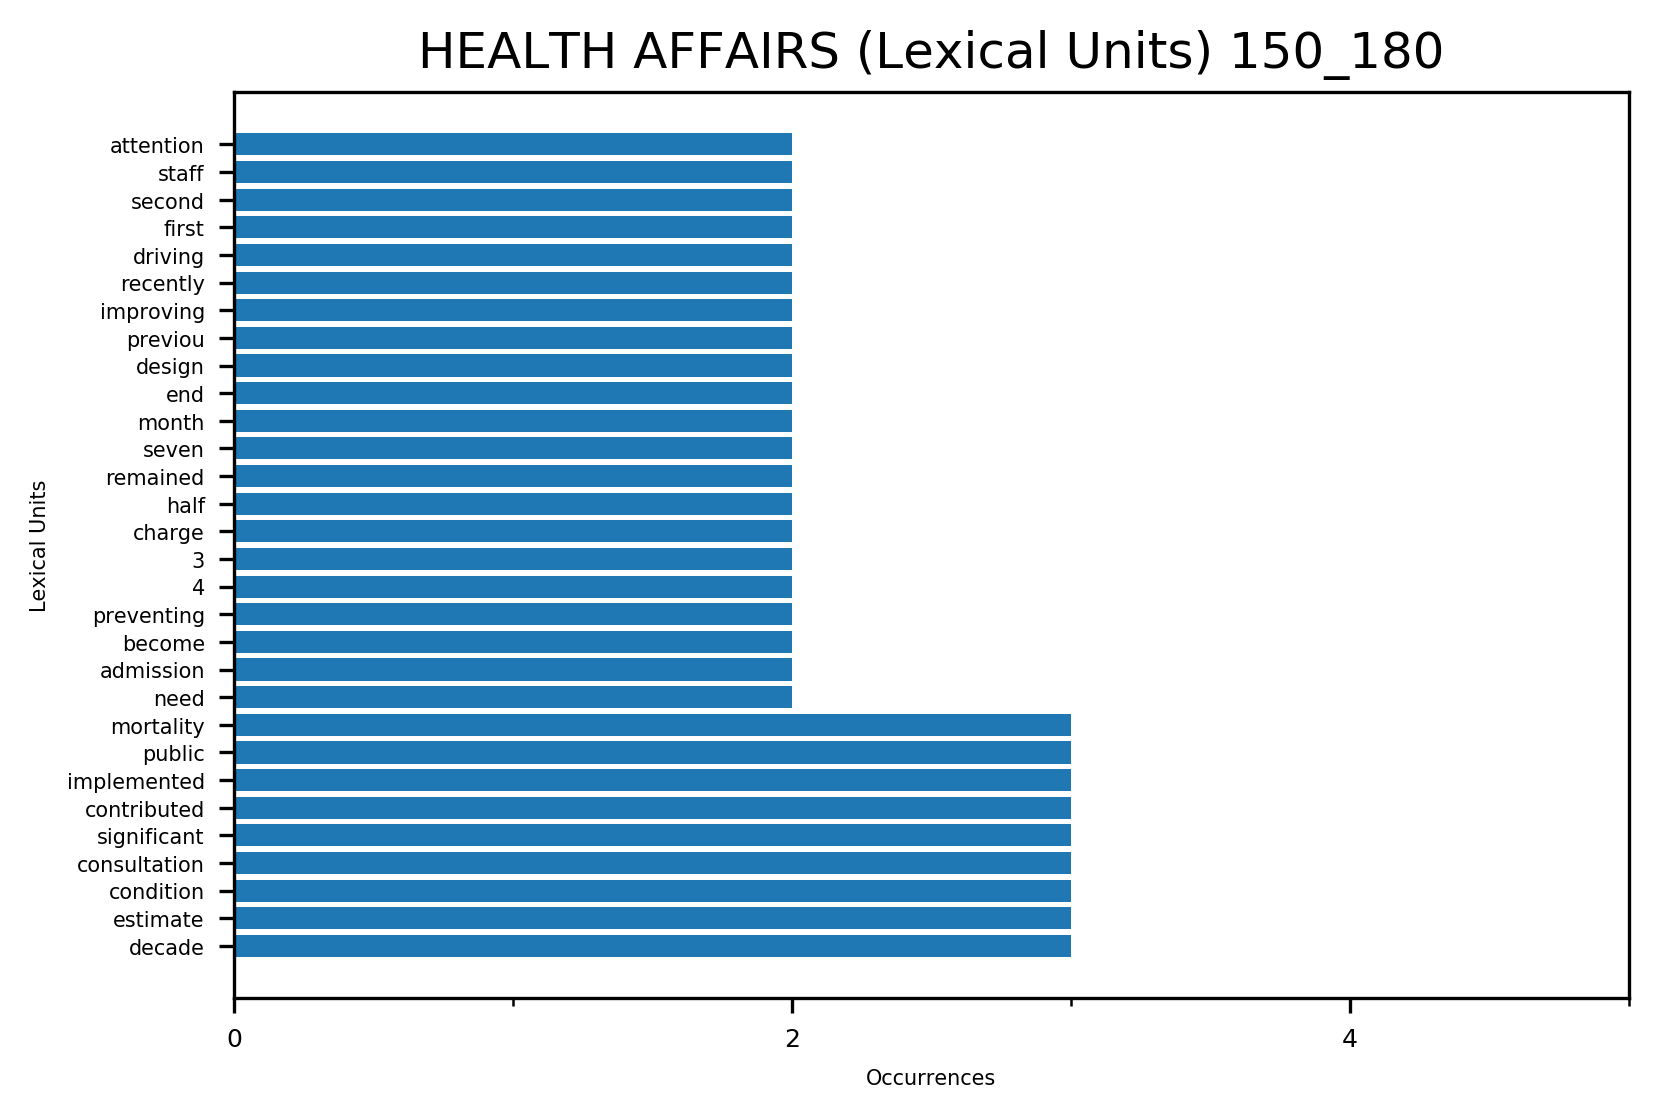 HEALTH AFFAIRS (Lexical Units) 150_180
Lexical Units
attention
staff
second
first
driving
recently
improving
previou
design
end
month
seven
remained
half
charge
3
4
preventing
become
admission
need
mortality
public
implemented
contributed
significant
consultation
condition
estimate
decade
0 2 4
Occurrences